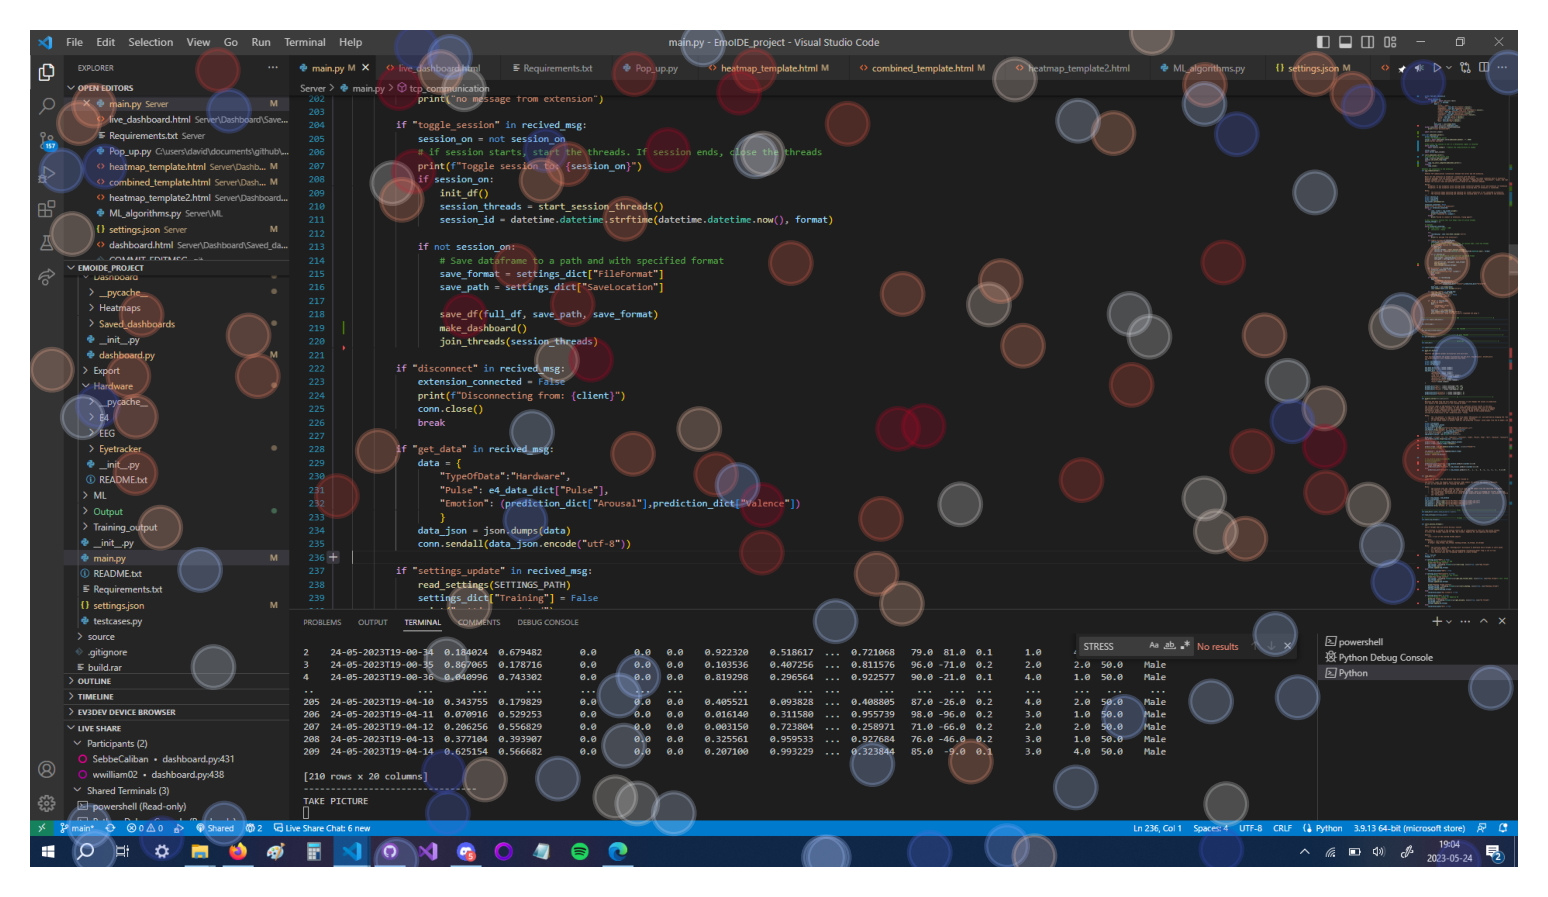 File Edit Selection View Go Run Terminal Help
main.py - EmoIDE_project - Visual Studio Code
EXPLORER
main.py M
live_dashboard.html
Requirements.txt
Pop_up.py
heatmap_template.html M
combined_template.html M
heatmap_template2.html
ML_algorithms.py
settings.json M
OPEN EDITORS
main.py Server M
live_dashboard.html Server\Dashboard\Save...
Requirements.txt Server
Pop_up.py C:\users\david\documents\github\...
heatmap_template.html Server\Dashb... M
combined_template.html Server\Dash... M
heatmap_template2.html Server\Dashboard...
ML_algorithms.py Server\ML
settings.json Server M
dashboard.html Server\Dashboard\Saved_da...
157
EMOIDE_PROJECT
Dashboard
__pycache__
Heatmaps
Saved_dashboards
__init__.py
dashboard.py M
Export
Hardware
__pycache__
E4
EEG
Eyetracker
__init__.py
README.txt
ML
Output
Training_output
__init__.py
main.py M
README.txt
Requirements.txt
settings.json M
testcases.py
source
.gitignore
build.rar
OUTLINE
TIMELINE
EV3DEV DEVICE BROWSER
LIVE SHARE
Participants (2)
SebbeCaliban • dashboard.py:431
wwilliam02 • dashboard.py:438
Shared Terminals (3)
powershell (Read-only)
Server > main.py > tcp_communication
202 print("no message from extension")
203
204 if "toggle_session" in recived_msg:
205 session_on = not session_on
206 # if session starts, start the threads. If session ends, close the threads
207 print(f"Toggle session to: {session_on}")
208 if session_on:
209 init_df()
210 session_threads = start_session_threads()
211 session_id = datetime.datetime.strftime(datetime.datetime.now(), format)
212
213 if not session_on:
214 # Save dataframe to a path and with specified format
215 save_format = settings_dict["FileFormat"]
216 save_path = settings_dict["SaveLocation"]
217
218 save_df(full_df, save_path, save_format)
219 make_dashboard()
220 join_threads(session_threads)
221
222 if "disconnect" in recived_msg:
223 extension_connected = False
224 print(f"Disconnecting from: {client}")
225 conn.close()
226 break
227
228 if "get_data" in recived_msg:
229 data = {
230 "TypeOfData":"Hardware",
231 "Pulse": e4_data_dict["Pulse"],
232 "Emotion": (prediction_dict["Arousal"],prediction_dict["Valence"])
233 }
234 data_json = json.dumps(data)
235 conn.sendall(data_json.encode("utf-8"))
236
237 if "settings_update" in recived_msg:
238 read_settings(SETTINGS_PATH)
239 settings_dict["Training"] = False
PROBLEMS OUTPUT TERMINAL COMMENTS DEBUG CONSOLE
STRESS Aa ab No results
powershell
Python Debug Console
Python
2 24-05-2023T19-00-34 0.184024 0.679482 0.0 0.0 0.0 0.922320 0.518617 ... 0.721068 79.0 81.0 0.1 1.0
3 24-05-2023T19-00-35 0.867065 0.178716 0.0 0.0 0.0 0.103536 0.407256 ... 0.811576 96.0 -71.0 0.2 2.0 2.0 50.0 Male
4 24-05-2023T19-00-36 0.040996 0.743302 0.0 0.0 0.0 0.819298 0.296564 ... 0.922577 90.0 -21.0 0.1 4.0 1.0 50.0 Male
.. ... ... ... ... ... ... ... ... ... ... ... ... ... ... ... ... ...
205 24-05-2023T19-04-10 0.343755 0.179829 0.0 0.0 0.0 0.405521 0.093828 ... 0.408805 87.0 -26.0 0.2 4.0 2.0 50.0 Male
206 24-05-2023T19-04-11 0.070916 0.529253 0.0 0.0 0.0 0.016140 0.311580 ... 0.955739 98.0 -96.0 0.2 3.0 1.0 50.0 Male
207 24-05-2023T19-04-12 0.206256 0.556829 0.0 0.0 0.0 0.003150 0.723804 ... 0.258971 71.0 -66.0 0.2 2.0 2.0 50.0 Male
208 24-05-2023T19-04-13 0.377104 0.393907 0.0 0.0 0.0 0.325561 0.959533 ... 0.927684 76.0 -46.0 0.2 3.0 1.0 50.0 Male
209 24-05-2023T19-04-14 0.625154 0.566682 0.0 0.0 0.0 0.207100 0.993229 ... 0.323844 85.0 -9.0 0.1 3.0 4.0 50.0 Male
[210 rows x 20 columns]
--------------------------------
TAKE PICTURE
main* 0 0 Shared 2 Live Share Chat: 6 new
Ln 236, Col 1 Spaces: 4 UTF-8 CRLF Python 3.9.13 64-bit (microsoft store)
19:04
2023-05-24
2